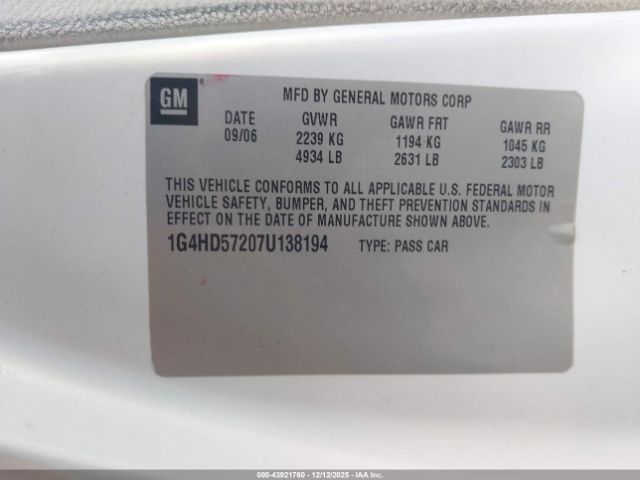 GM
MFD BY GENERAL MOTORS CORP
DATE GVWR GAWR FRT GAWR RR
09/06 2239 KG 1194 KG 1045 KG
4934 LB 2631 LB 2303 LB
THIS VEHICLE CONFORMS TO ALL APPLICABLE U.S. FEDERAL MOTOR
VEHICLE SAFETY, BUMPER, AND THEFT PREVENTION STANDARDS IN
EFFECT ON THE DATE OF MANUFACTURE SHOWN ABOVE.
1G4HD57207U138194 TYPE: PASS CAR
000-43921760 - 12/12/2025 - IAAI.COM